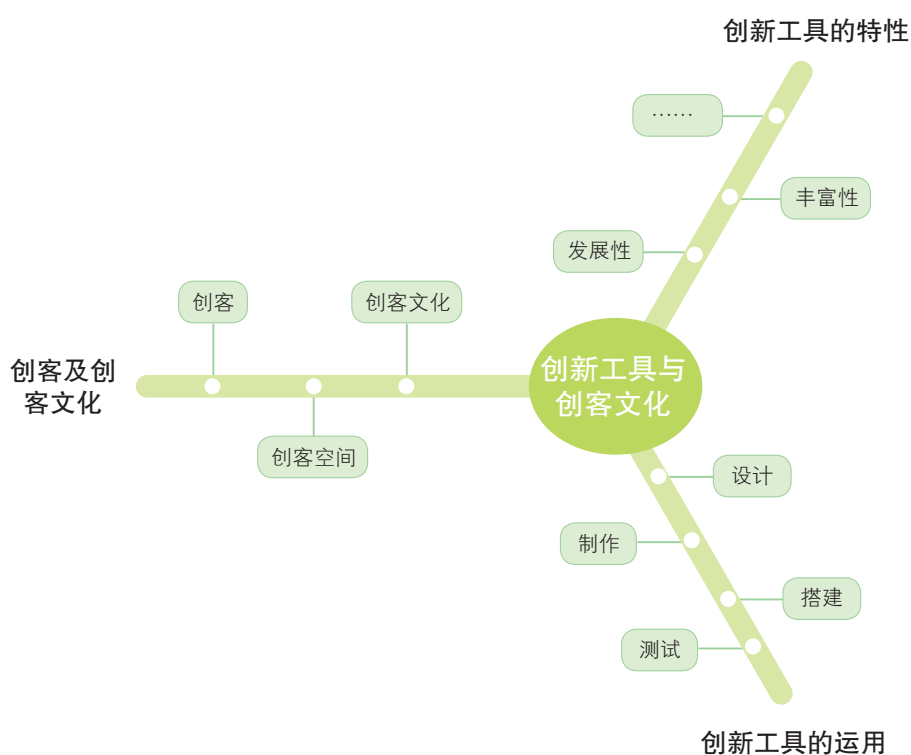 创新工具的特性
……
丰富性
发展性
创客
创客文化
创客及创
客文化
创新工具与
创客文化
创客空间
设计
制作
搭建
测试
创新工具的运用